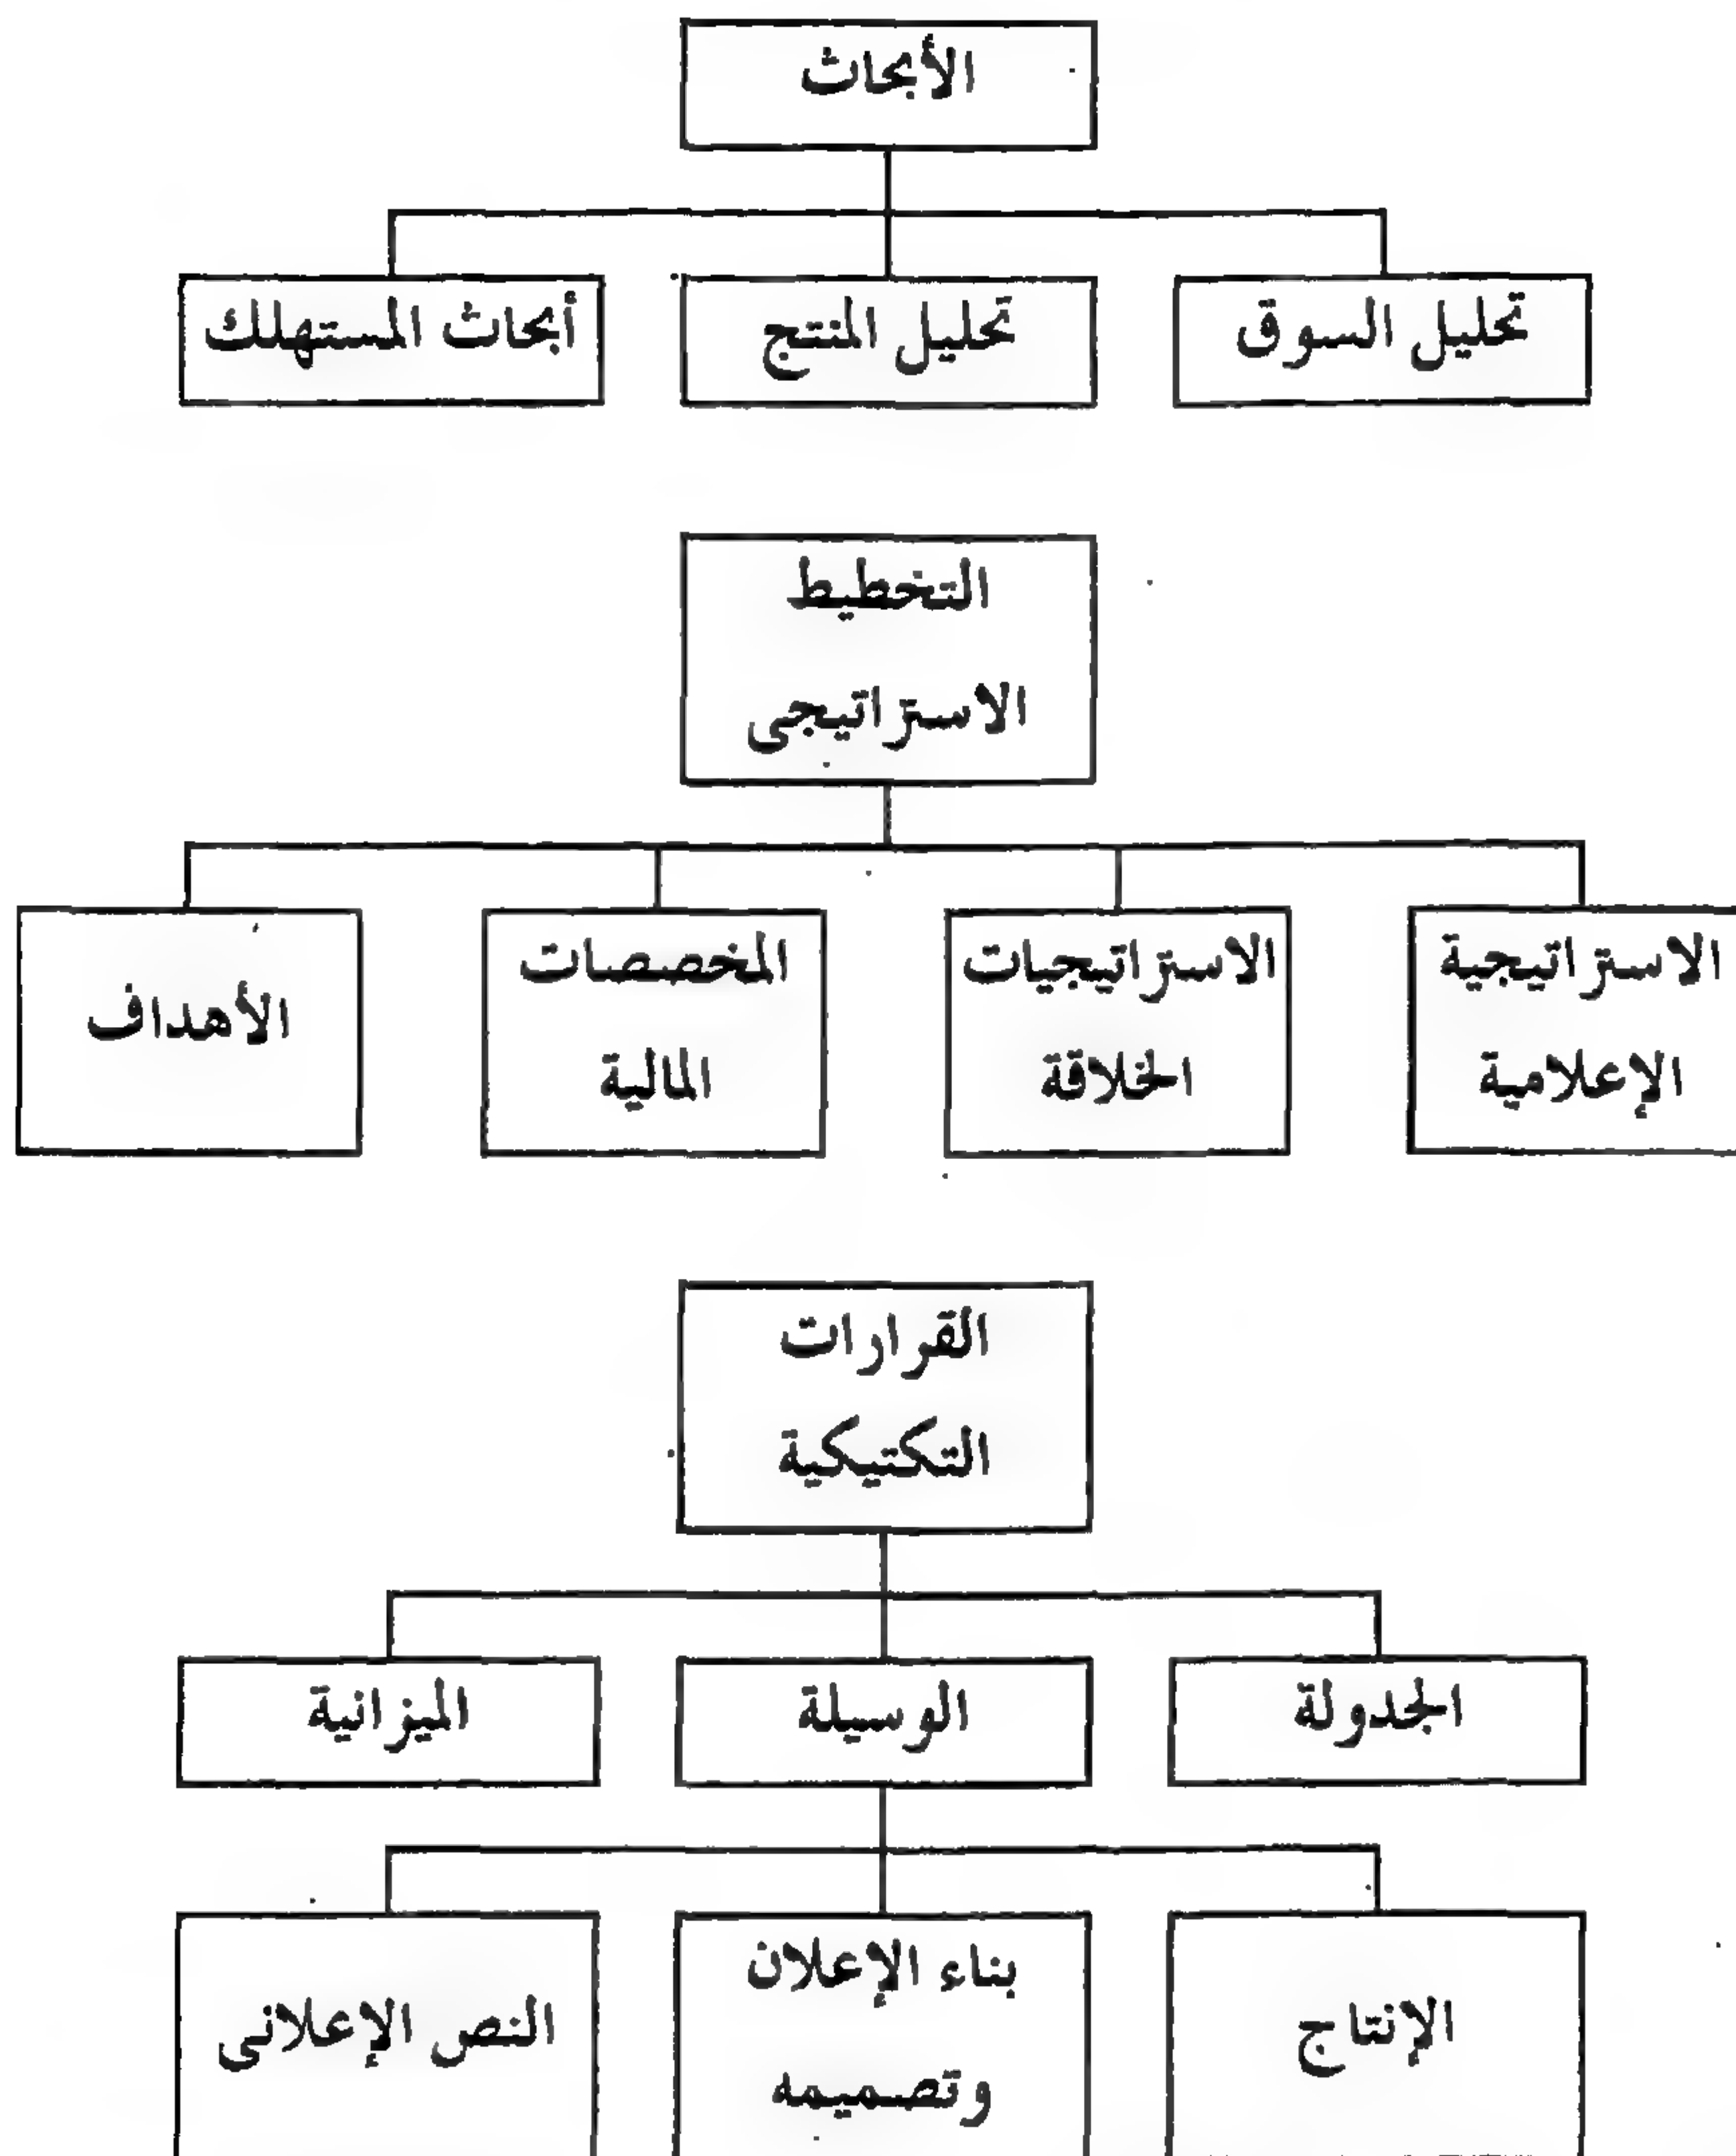 الأبحاث
تحليل السوق
تحليل المنتج
أبحاث المستهلك
التخطيط
الاستراتيجى
الاستراتيجية
الإعلامية
الاستراتيجيات
الخلاقة
المخصصات
المالية
الأهداف
القرارات
التكتيكية
الجدولة
الوسيلة
الميزانية
الإنتاج
بناء الإعلان
وتصميمه
النص الإعلانى